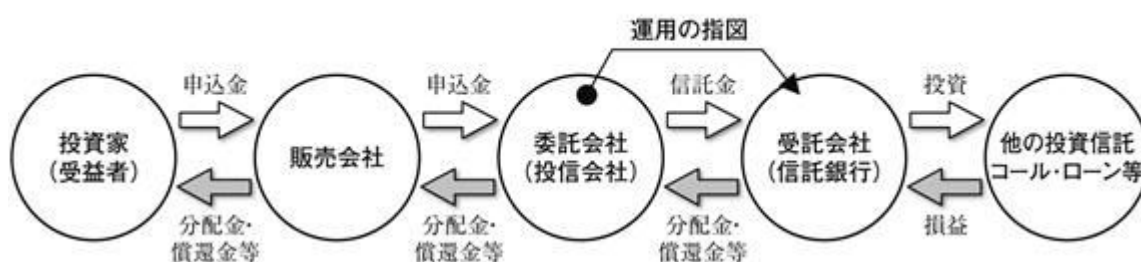 運用の指図
申込金
申込金
信託金
投資
投資家
(受益者)
販売会社
委託会社
(投信会社)
受託会社
(信託銀行)
他の投資信託
コール・ローン等
分配金・
償還金等
分配金・
償還金等
分配金・
償還金等
損益